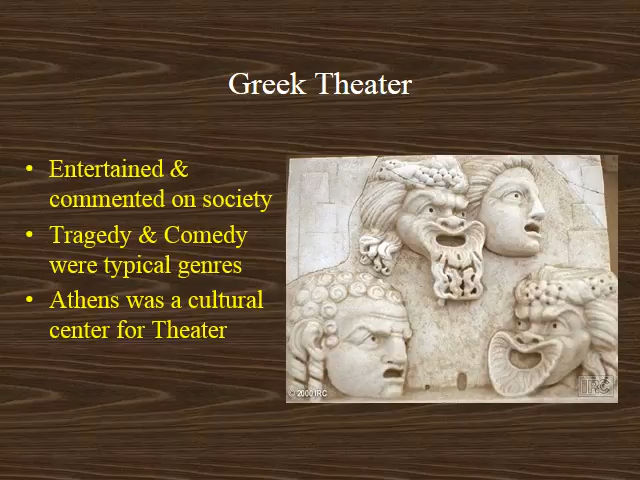 Greek Theater
• Entertained &
commented on society
• Tragedy & Comedy
were typical genres
• Athens was a cultural
center for Theater
© 2000 IRC
IRC